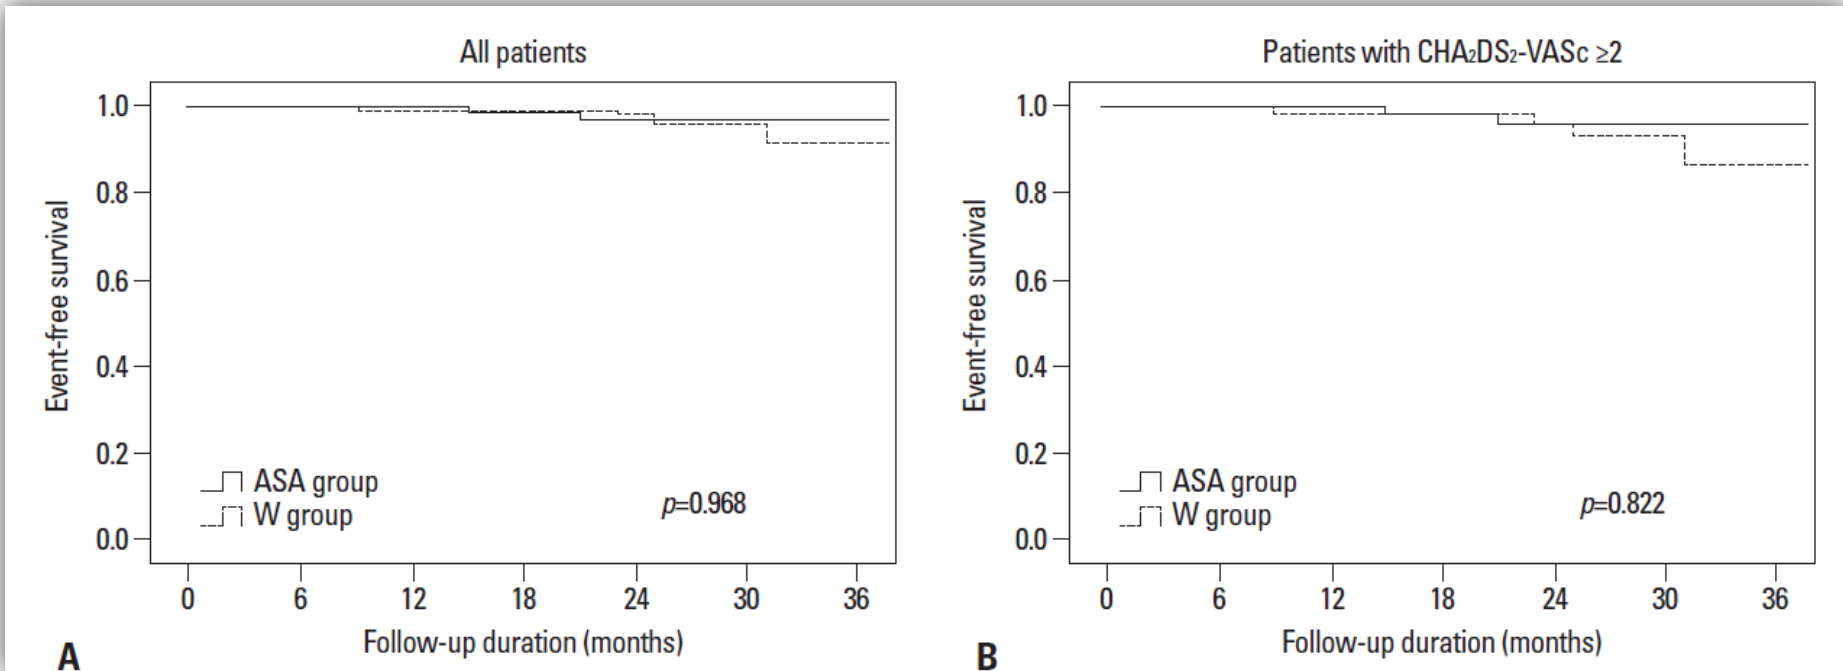 All patients
Event-free survival
1.0
0.8
0.6
0.4
0.2
0.0
ASA group
W group
p=0.968
0 6 12 18 24 30 36
Follow-up duration (months)
A
Patients with CHA₂DS₂-VASc ≥2
Event-free survival
1.0
0.8
0.6
0.4
0.2
0.0
ASA group
W group
p=0.822
0 6 12 18 24 30 36
Follow-up duration (months)
B